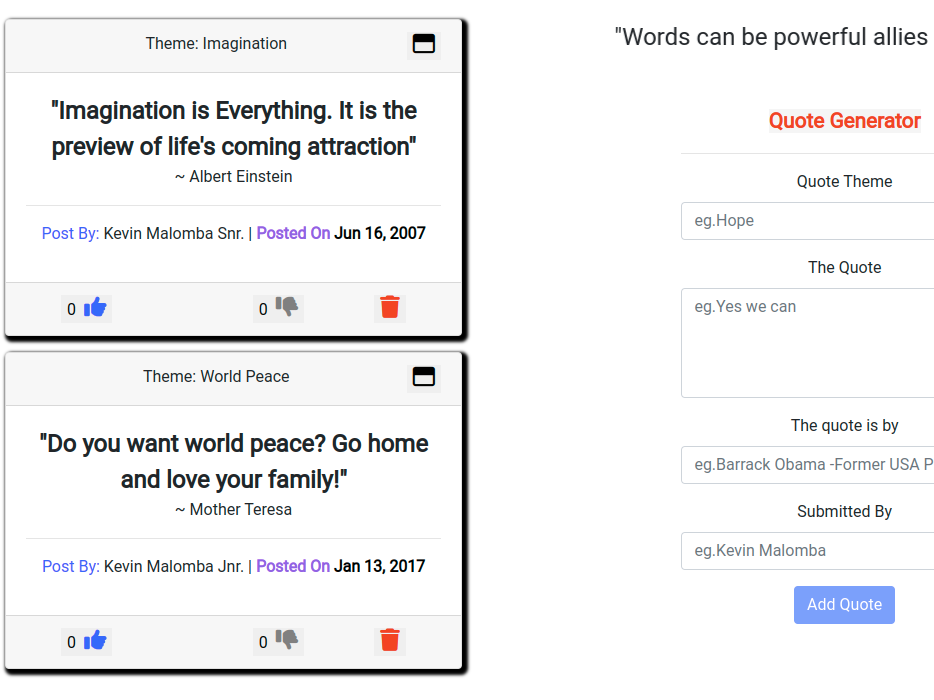 Theme: Imagination
"Imagination is Everything. It is the
preview of life's coming attraction"
~ Albert Einstein
Post By: Kevin Malomba Snr. | Posted On Jun 16, 2007
0
0
Theme: World Peace
"Do you want world peace? Go home
and love your family!"
~ Mother Teresa
Post By: Kevin Malomba Jnr. | Posted On Jan 13, 2017
0
0
"Words can be powerful allies
Quote Generator
Quote Theme
eg.Hope
The Quote
eg.Yes we can
The quote is by
eg.Barrack Obama -Former USA P
Submitted By
eg.Kevin Malomba
Add Quote